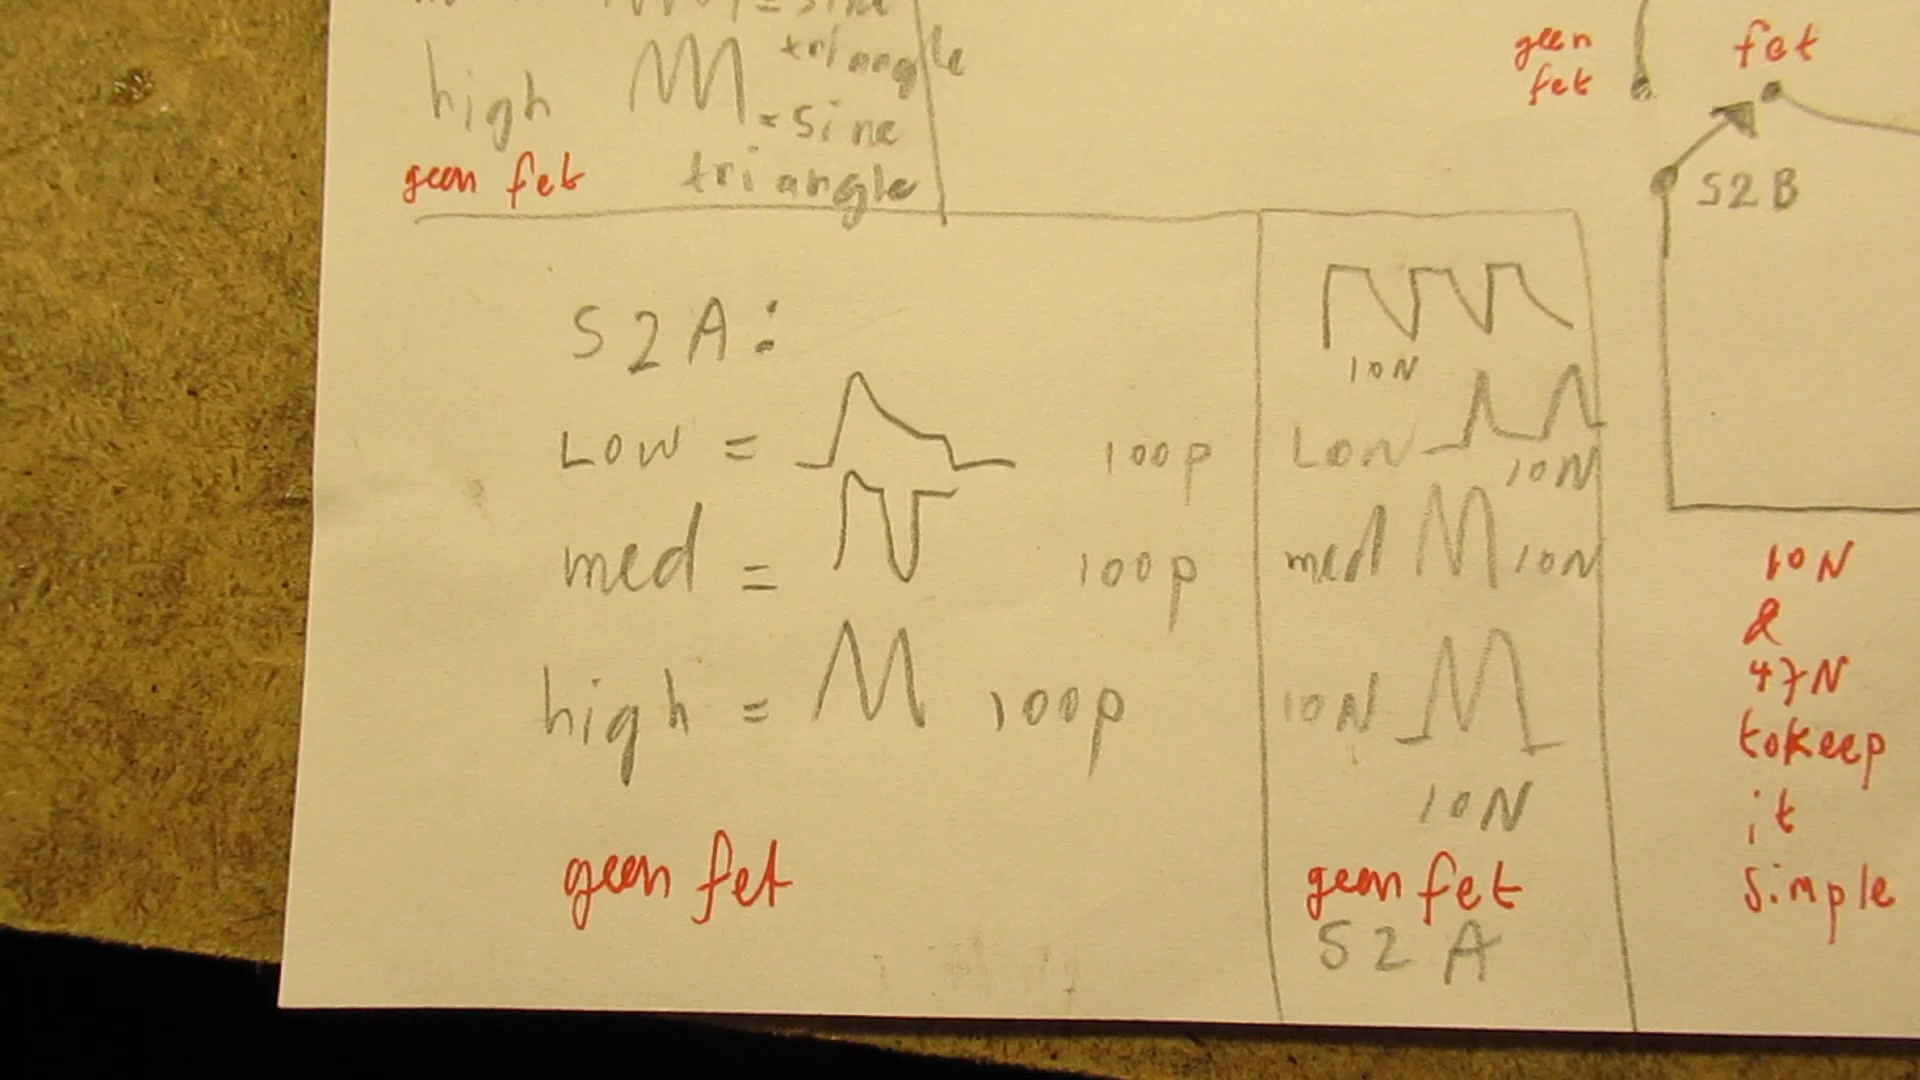 = sine
triangle
high = sine
geen fet triangle
S2A:
LOW = 100p
med = 100p
high = 100p
geen fet
10N
LOW 10N
med 10N
10N
10N
geen fet
S2A
geen
fet
fet
S2B
10N
&
47N
tokeep
it
simple